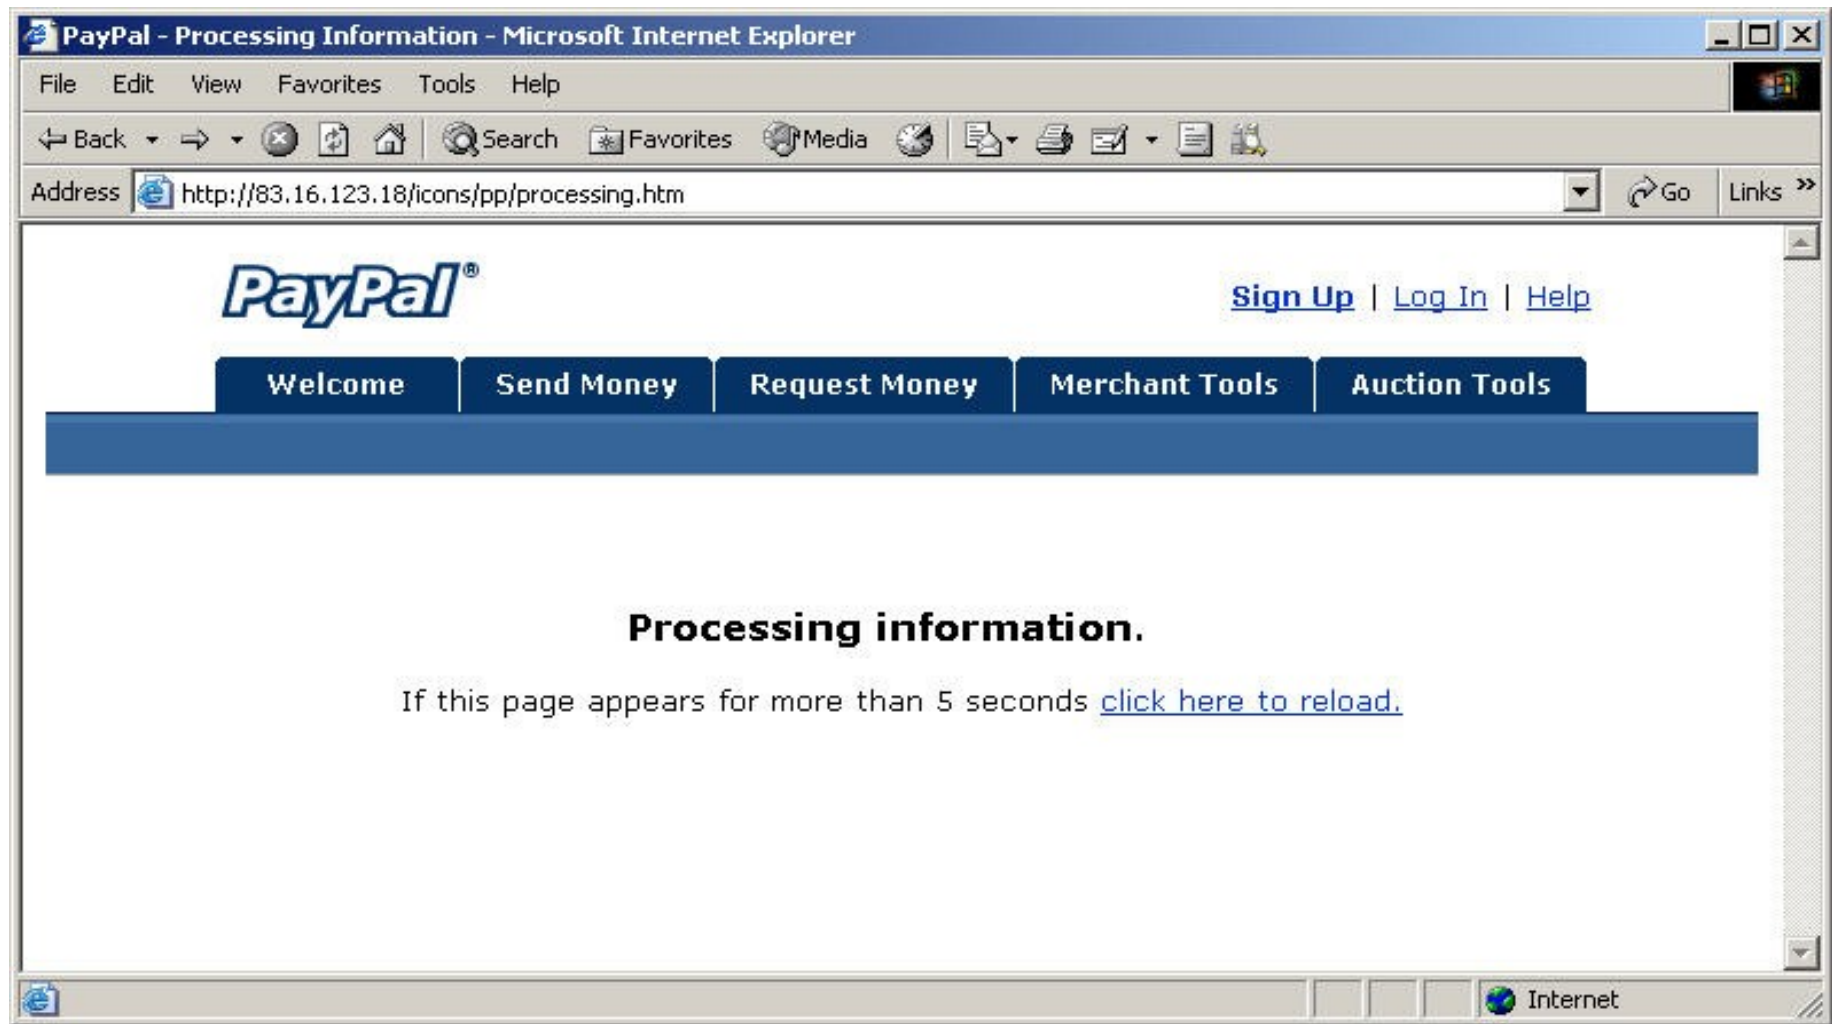 PayPal - Processing Information - Microsoft Internet Explorer
File Edit View Favorites Tools Help
Back Search Favorites Media
Address http://83.16.123.18/icons/pp/processing.htm Go Links »
PayPal®
Sign Up | Log In | Help
Welcome Send Money Request Money Merchant Tools Auction Tools
Processing information.
If this page appears for more than 5 seconds click here to reload.
Internet